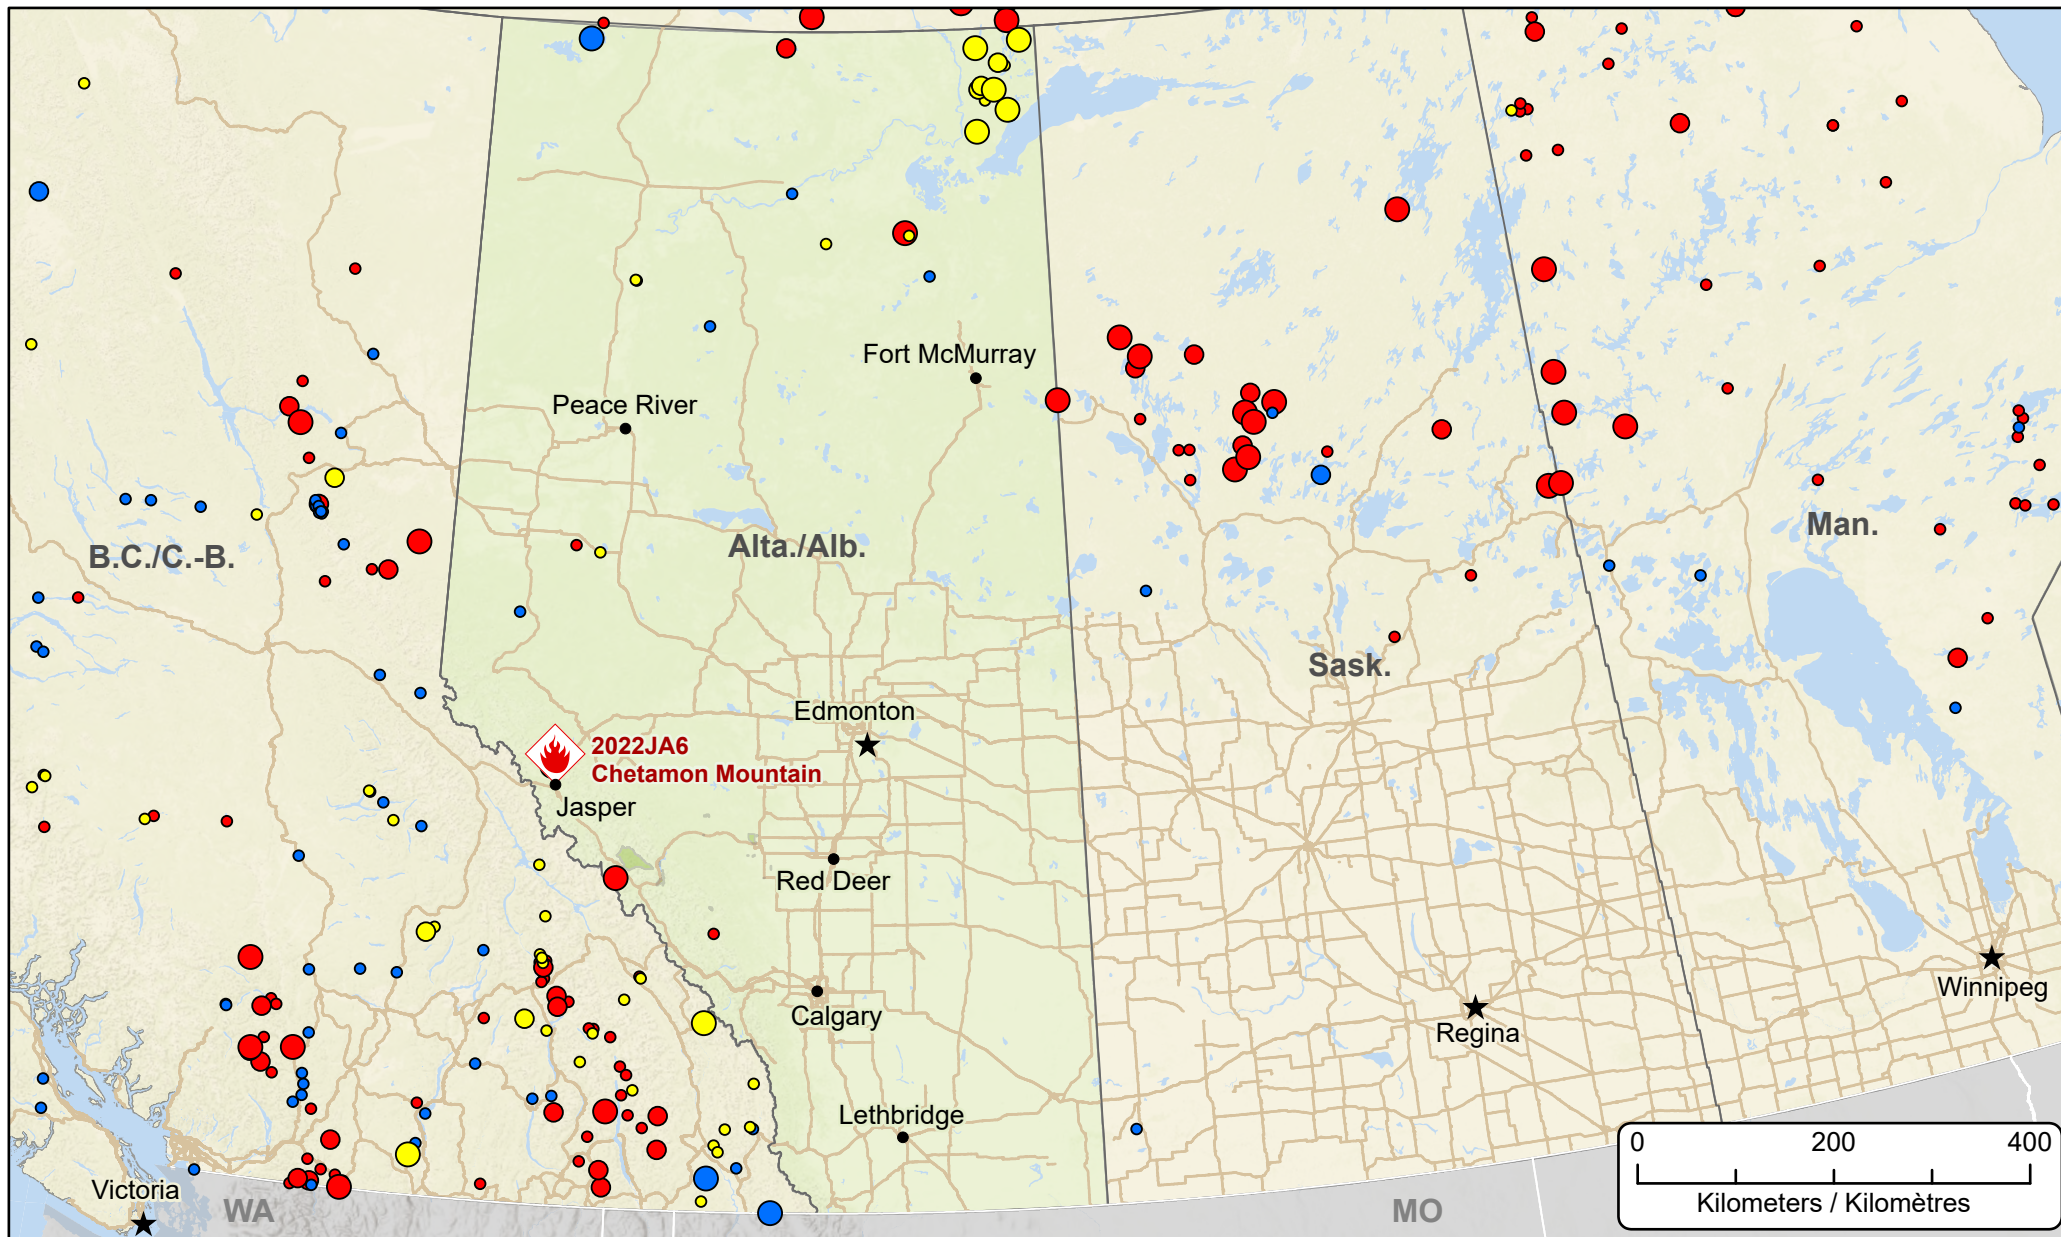 Fort McMurray
Peace River
B.C./C.-B.
Alta./Alb.
Man.
Sask.
Edmonton
2022JA6
Chetamon Mountain
Jasper
Red Deer
Calgary
Winnipeg
Regina
Lethbridge
Victoria
WA
MO
0 200 400
Kilometers / Kilomètres